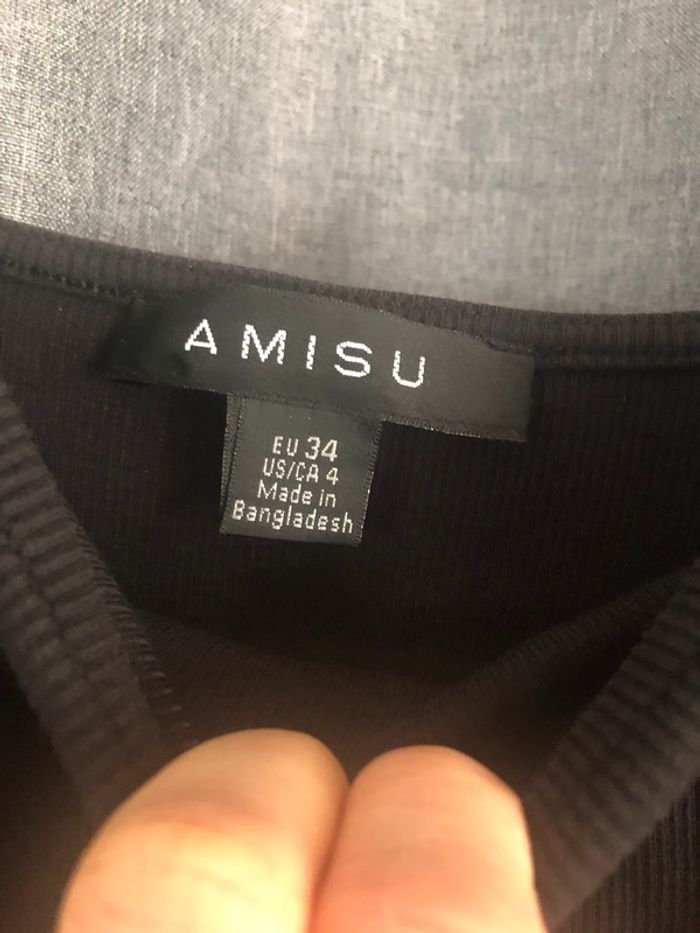 AMISU
EU 34
US/CA 4
Made in
Bangladesh